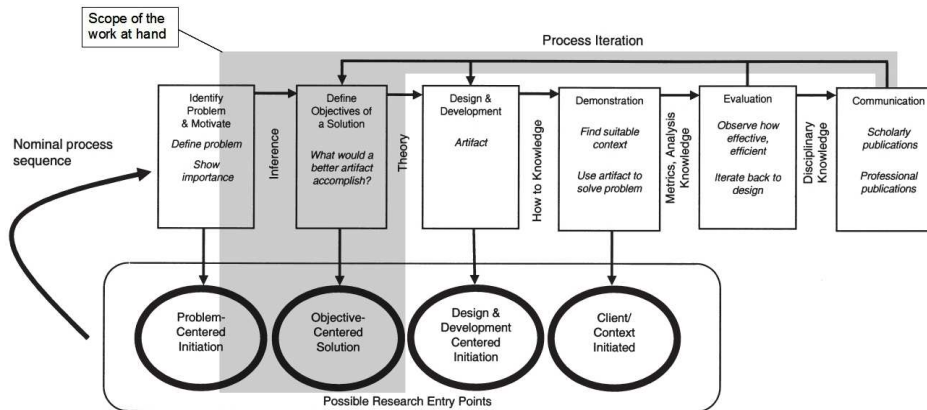 Scope of the
work at hand
Process Iteration
Nominal process
sequence
Identify
Problem
& Motivate
Define problem
Show
importance
Inference
Define
Objectives of
a Solution
What would a
better artifact
accomplish?
Theory
Design &
Development
Artifact
How to Knowledge
Demonstration
Find suitable
context
Use artifact to
solve problem
Metrics, Analysis
Knowledge
Evaluation
Observe how
effective,
efficient
Iterate back to
design
Disciplinary
Knowledge
Communication
Scholarly
publications
Professional
publications
Problem-
Centered
Initiation
Objective-
Centered
Solution
Design &
Development
Centered
Initiation
Client/
Context
Initiated
Possible Research Entry Points